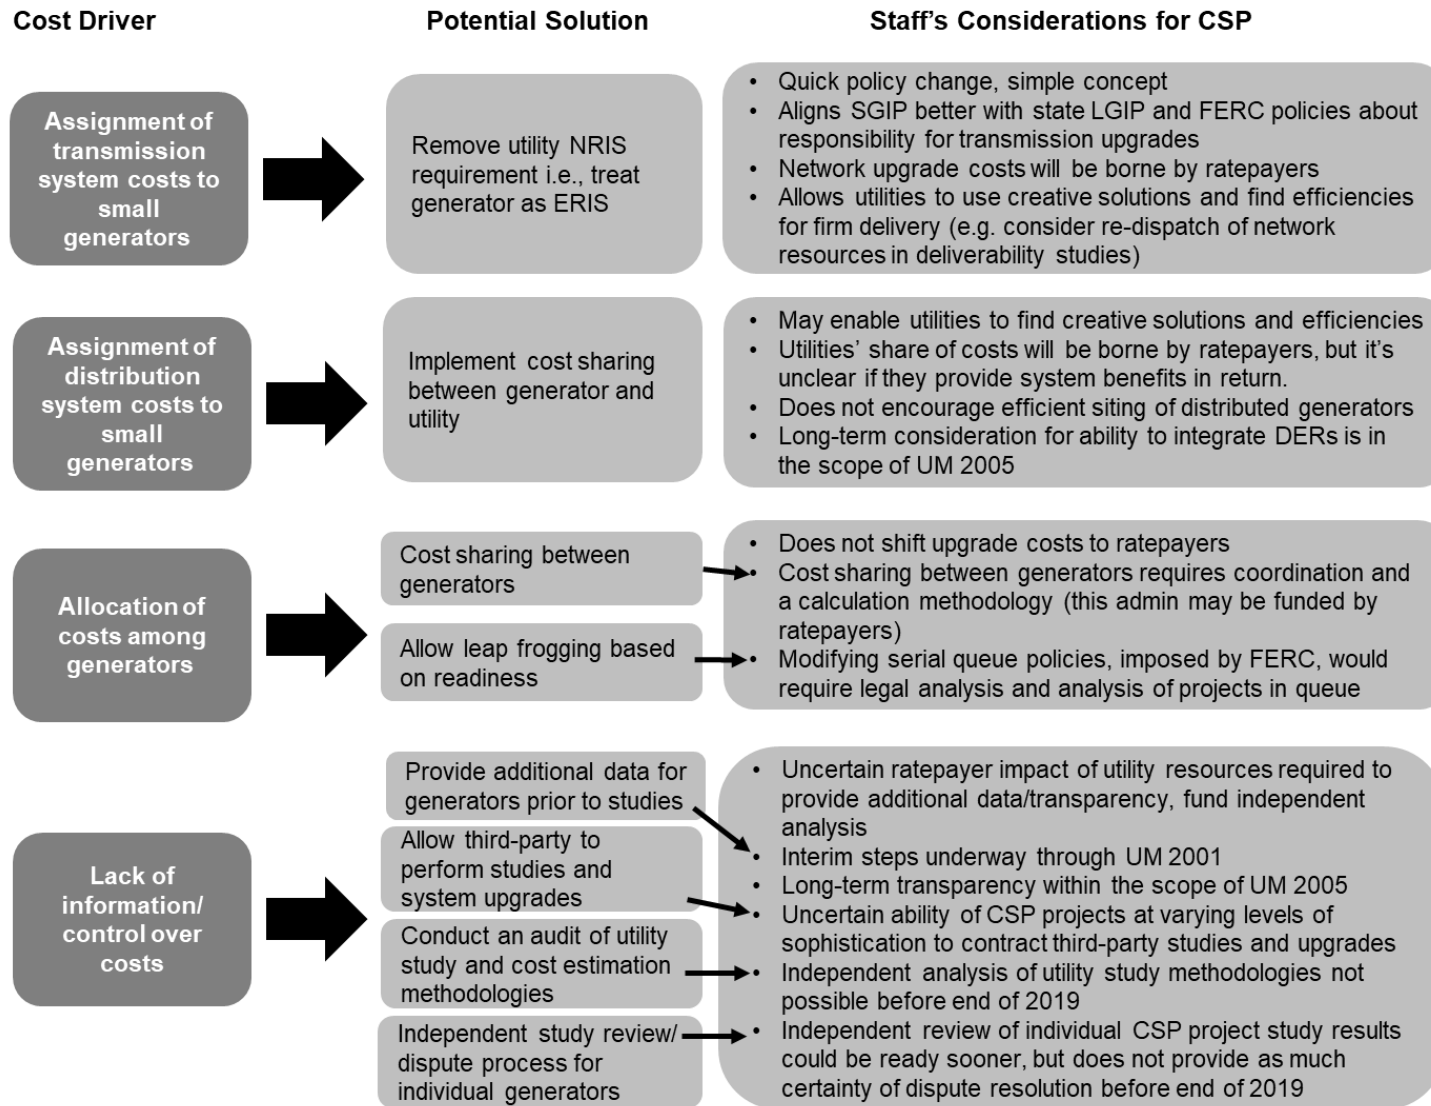 Cost Driver
Potential Solution
Staff's Considerations for CSP
Assignment of
transmission
system costs to
small
generators
Remove utility NRIS
requirement i.e., treat
generator as ERIS
• Quick policy change, simple concept
• Aligns SGIP better with state LGIP and FERC policies about
responsibility for transmission upgrades
• Network upgrade costs will be borne by ratepayers
• Allows utilities to use creative solutions and find efficiencies
for firm delivery (e.g. consider re-dispatch of network
resources in deliverability studies)
Assignment of
distribution
system costs to
small
generators
Implement cost sharing
between generator and
utility
• May enable utilities to find creative solutions and efficiencies
• Utilities' share of costs will be borne by ratepayers, but it's
unclear if they provide system benefits in return.
• Does not encourage efficient siting of distributed generators
• Long-term consideration for ability to integrate DERs is in
the scope of UM 2005
Allocation of
costs among
generators
Cost sharing between
generators
Allow leap frogging based
on readiness
• Does not shift upgrade costs to ratepayers
• Cost sharing between generators requires coordination and
a calculation methodology (this admin may be funded by
ratepayers)
• Modifying serial queue policies, imposed by FERC, would
require legal analysis and analysis of projects in queue
Lack of
information/
control over
costs
Provide additional data for
generators prior to studies
Allow third-party to
perform studies and
system upgrades
Conduct an audit of utility
study and cost estimation
methodologies
Independent study review/
dispute process for
individual generators
• Uncertain ratepayer impact of utility resources required to
provide additional data/transparency, fund independent
analysis
• Interim steps underway through UM 2001
• Long-term transparency within the scope of UM 2005
• Uncertain ability of CSP projects at varying levels of
sophistication to contract third-party studies and upgrades
• Independent analysis of utility study methodologies not
possible before end of 2019
• Independent review of individual CSP project study results
could be ready sooner, but does not provide as much
certainty of dispute resolution before end of 2019